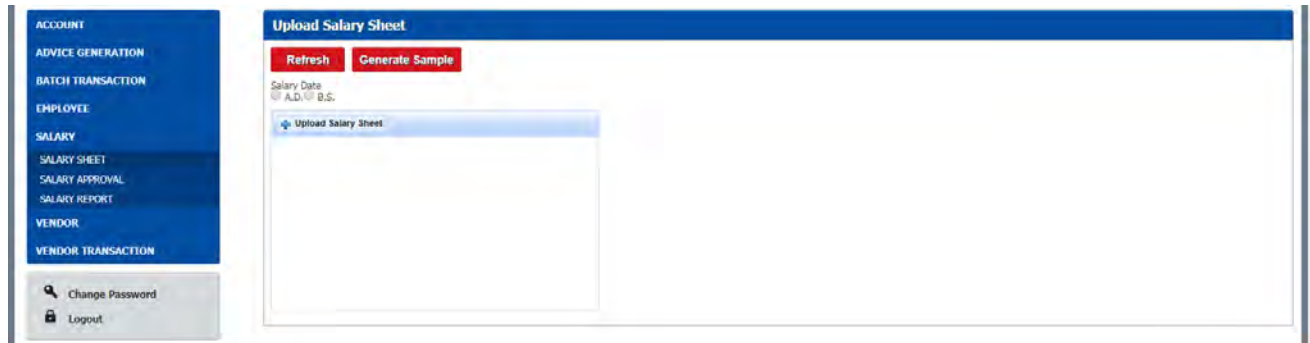 ACCOUNT
ADVICE GENERATION
BATCH TRANSACTION
EMPLOYEE
SALARY
SALARY SHEET
SALARY APPROVAL
SALARY REPORT
VENDOR
VENDOR TRANSACTION
Change Password
Logout
Upload Salary Sheet
Refresh Generate Sample
Salary Date
A.D. B.S.
Upload Salary Sheet